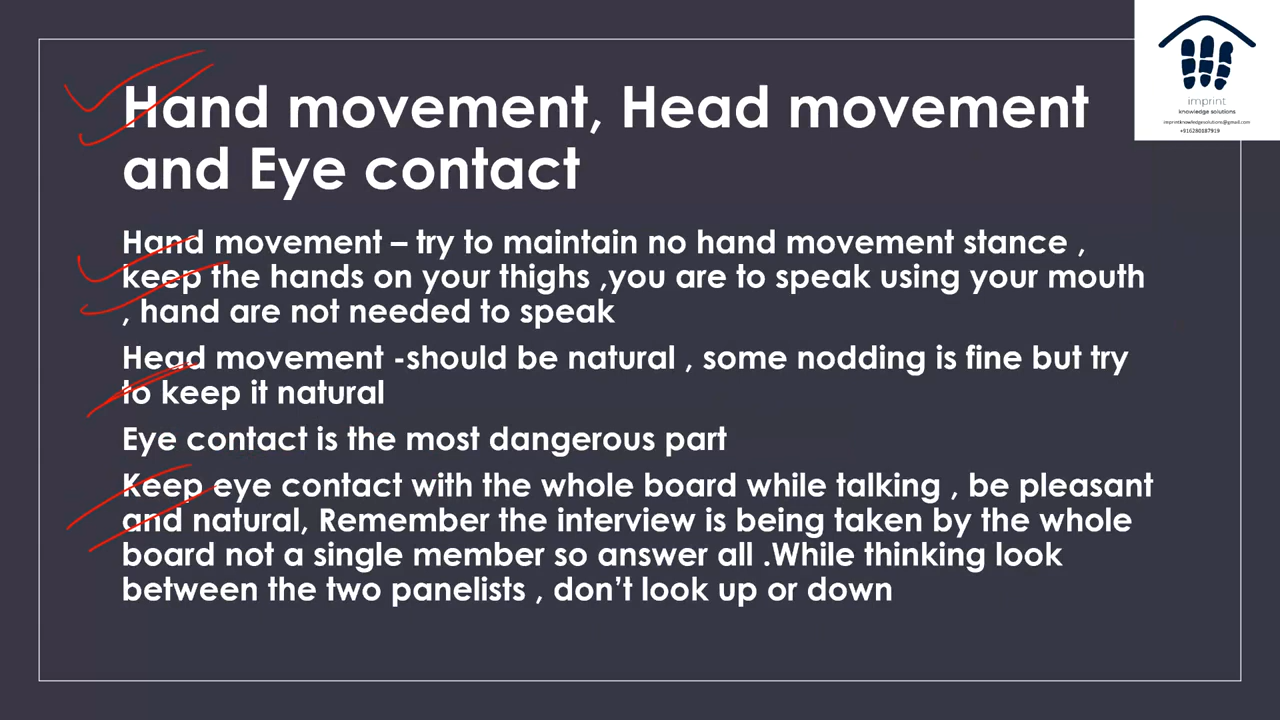 imprint
knowledge solutions
imprintknowledgesolutions@gmail.com
+916280187919
Hand movement, Head movement
and Eye contact
Hand movement – try to maintain no hand movement stance ,
keep the hands on your thighs ,you are to speak using your mouth
, hand are not needed to speak
Head movement -should be natural , some nodding is fine but try
to keep it natural
Eye contact is the most dangerous part
Keep eye contact with the whole board while talking , be pleasant
and natural, Remember the interview is being taken by the whole
board not a single member so answer all .While thinking look
between the two panelists , don’t look up or down